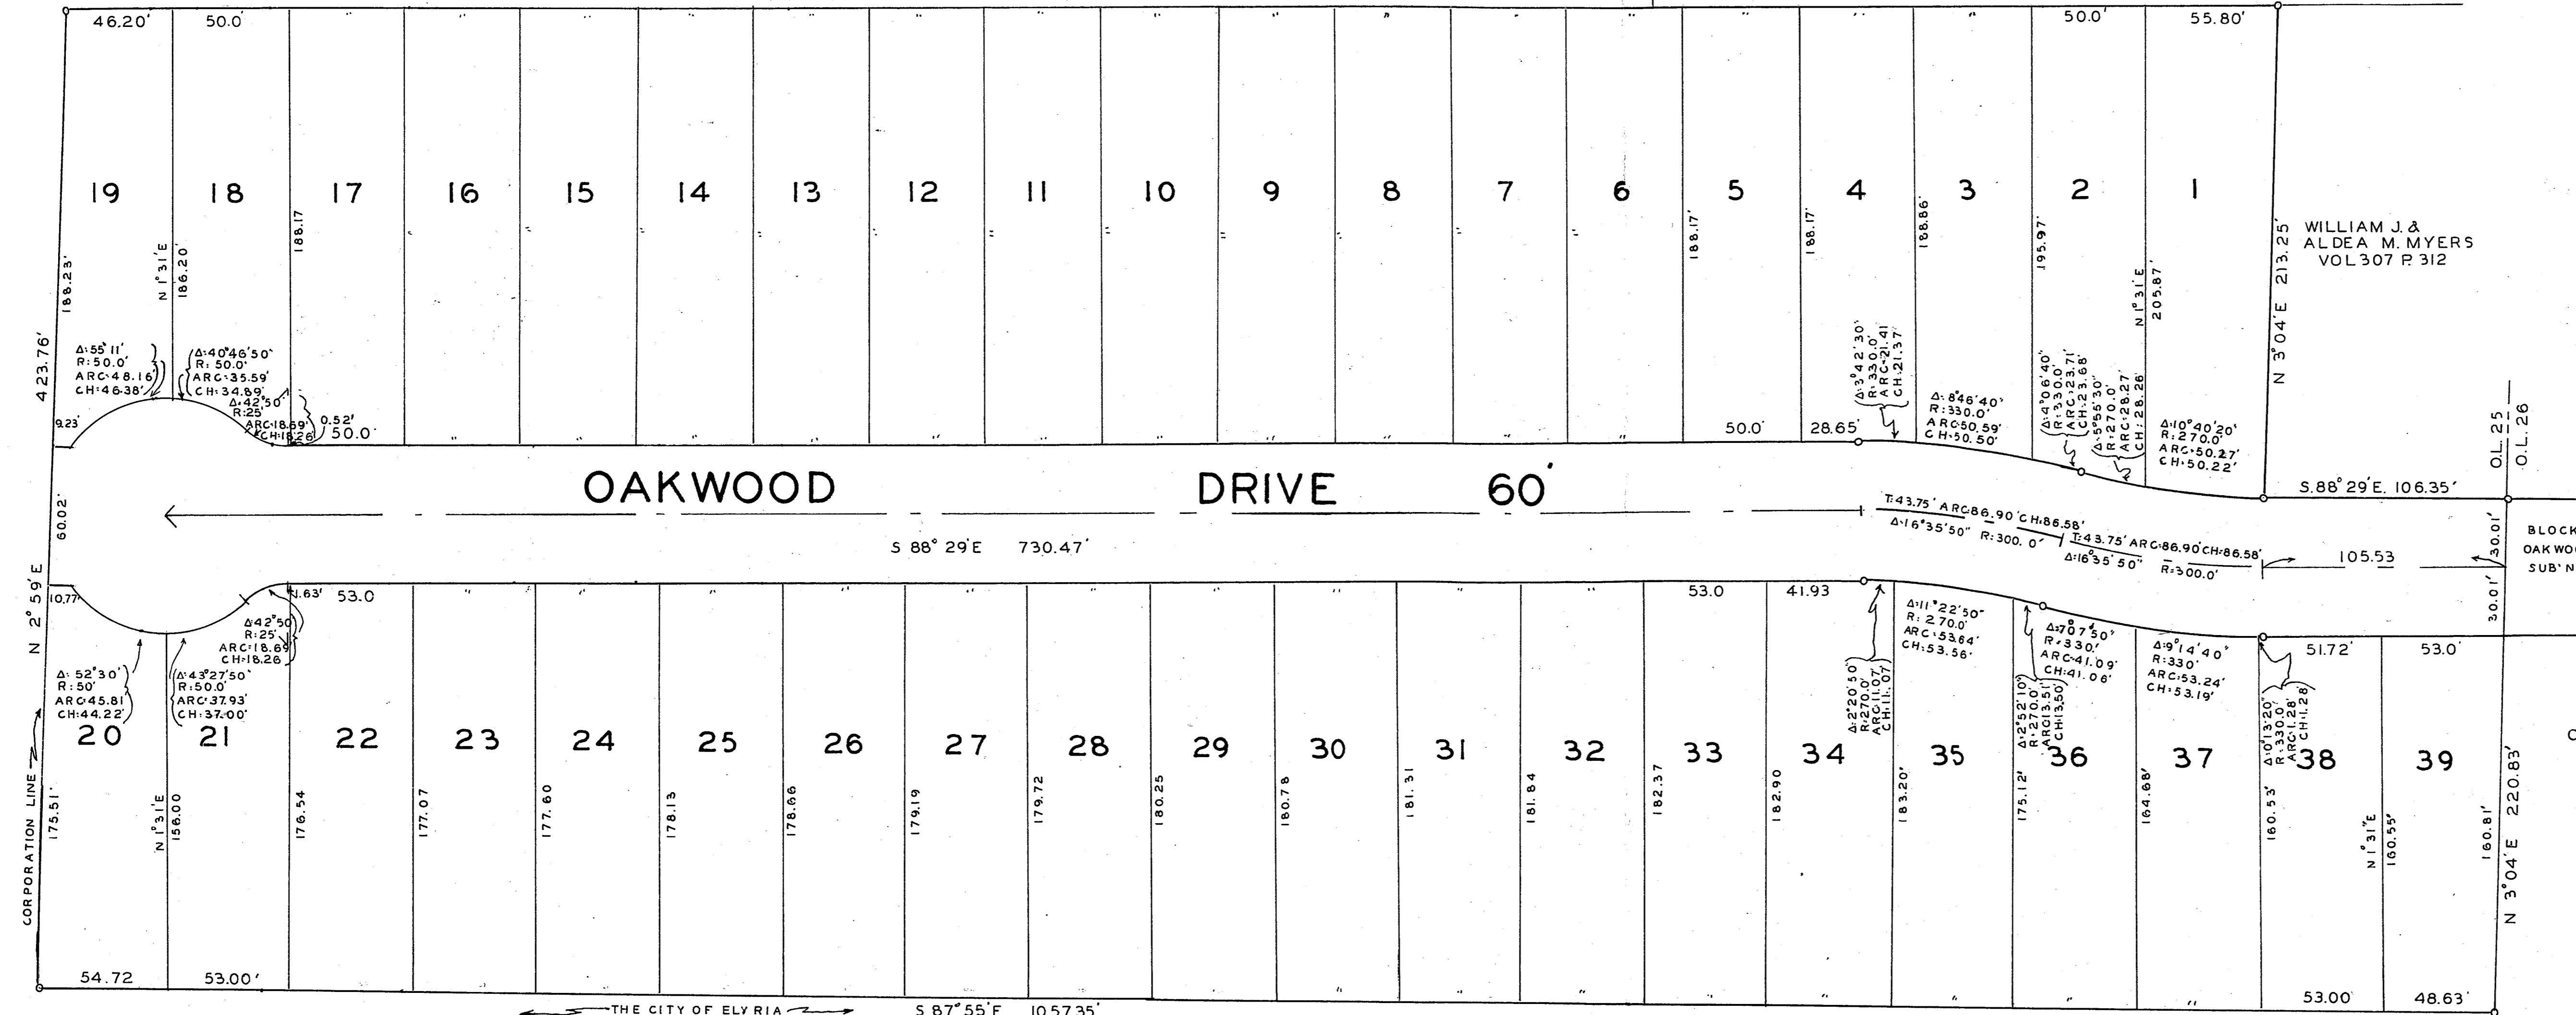 46.20' 50.0' " " " " " " " " " " " " " 50.0' 55.80'
19 18 17 16 15 14 13 12 11 10 9 8 7 6 5 4 3 2 1
188.23'
N 1°31' E
186.20'
188.17
188.17'
188.17'
188.86'
195.97'
N 1°31' E
205.87'
N 3°04' E 213.25'
WILLIAM J. &
ALDEA M. MYERS
VOL 307 P. 312
423.76'
Δ:55°11'
R:50.0'
ARC:48.16'
CH:46.38'
Δ:40°46'50"
R:50.0'
ARC:35.59'
CH:34.89'
Δ:42°50'
R:25'
ARC:18.69'
CH:18.26'
9.23'
0.52'
50.0'
50.0'
28.65'
Δ:3°42'30"
R:330.0'
ARC:21.41
CH:21.37'
Δ:8°46'40"
R:330.0'
ARC:50.59'
CH:50.50'
Δ:4°06'40"
R:330.0'
ARC:23.71'
CH:23.68'
Δ:5°55'30"
R:270.0'
ARC:28.27'
CH:28.26'
Δ:10°40'20"
R:270.0'
ARC:50.27'
CH:50.22'
O.L. 25
O.L. 26
S. 88° 29' E. 106.35'
OAKWOOD DRIVE 60'
60.02'
S 88° 29' E 730.47'
T:43.75' ARC:86.90' CH:86.58'
Δ:16°35'50" R:300.0'
T:43.75' ARC:86.90' CH:86.58'
Δ:16°35'50" R:300.0'
105.53
30.01'
30.01'
BLOCK
OAKWO
SUB'N
N 2° 59' E
10.77'
1.63'
53.0
53.0
41.93
51.72'
53.0'
Δ:52°30'
R:50'
ARC:45.81
CH:44.22'
Δ:43°27'50"
R:50.0'
ARC:37.93'
CH:37.00'
Δ:42°50'
R:25'
ARC:18.69
CH:18.26
Δ:2°20'50"
R:270.0'
ARC:11.07'
CH:11.07
Δ:11°22'50"
R:270.0'
ARC:53.64'
CH:53.56'
Δ:2°52'10"
R:270.0'
ARC:13.51'
CH:13.50'
Δ:7°07'50"
R:330.'
ARC:41.09'
CH:41.06'
Δ:9°14'40"
R:330'
ARC:53.24'
CH:53.19'
Δ:0°13'20"
R:330.0'
ARC:1.28'
CH:1.28
20 21 22 23 24 25 26 27 28 29 30 31 32 33 34 35 36 37 38 39
CORPORATION LINE
175.51'
N 1°31' E
156.00
176.54
177.07
177.60
178.13
178.66
179.19
179.72
180.25
180.78
181.31
181.84
182.37
182.90
183.20'
175.12'
164.68'
160.53'
N 1°31' E
160.55'
160.81'
N 3°04' E 220.83'
54.72 53.00' " " " " " " " " " " " " " " " " 53.00' 48.63'
THE CITY OF ELYRIA
S 87°55' E 1057.35'